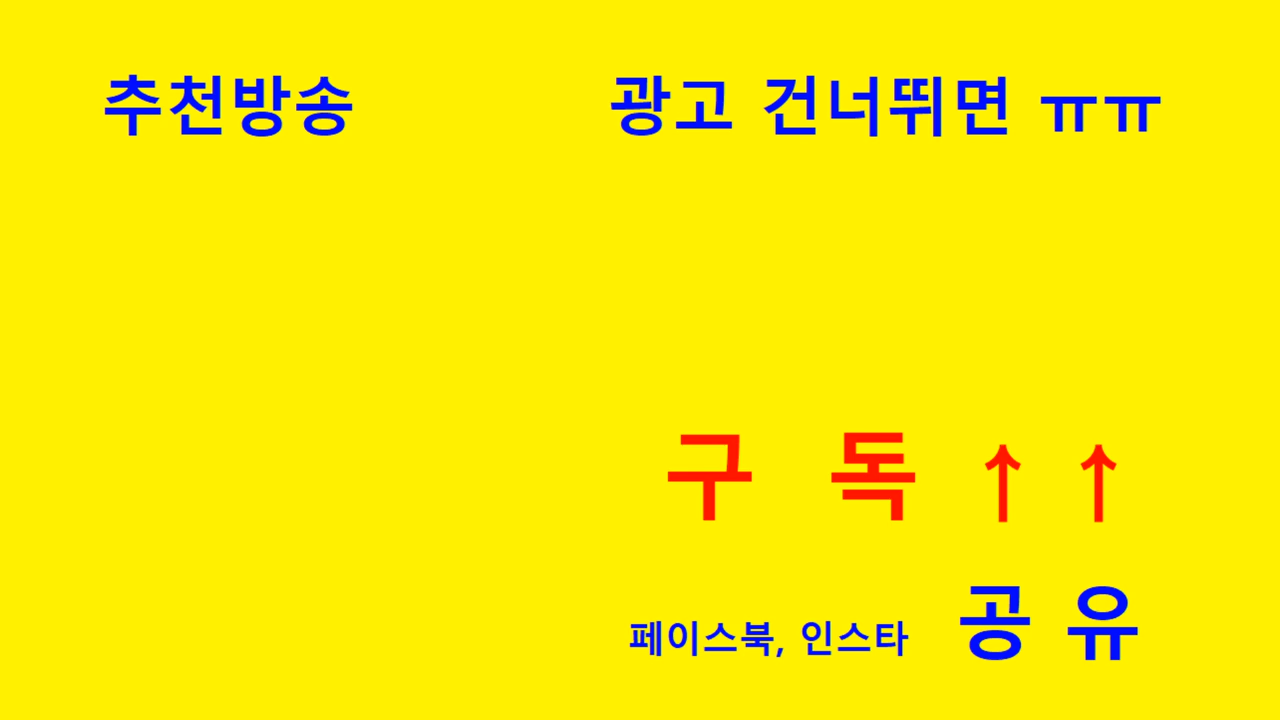 추천방송
광고 건너뛰면 ㅠㅠ
구 독 ↑ ↑
페이스북, 인스타 공 유